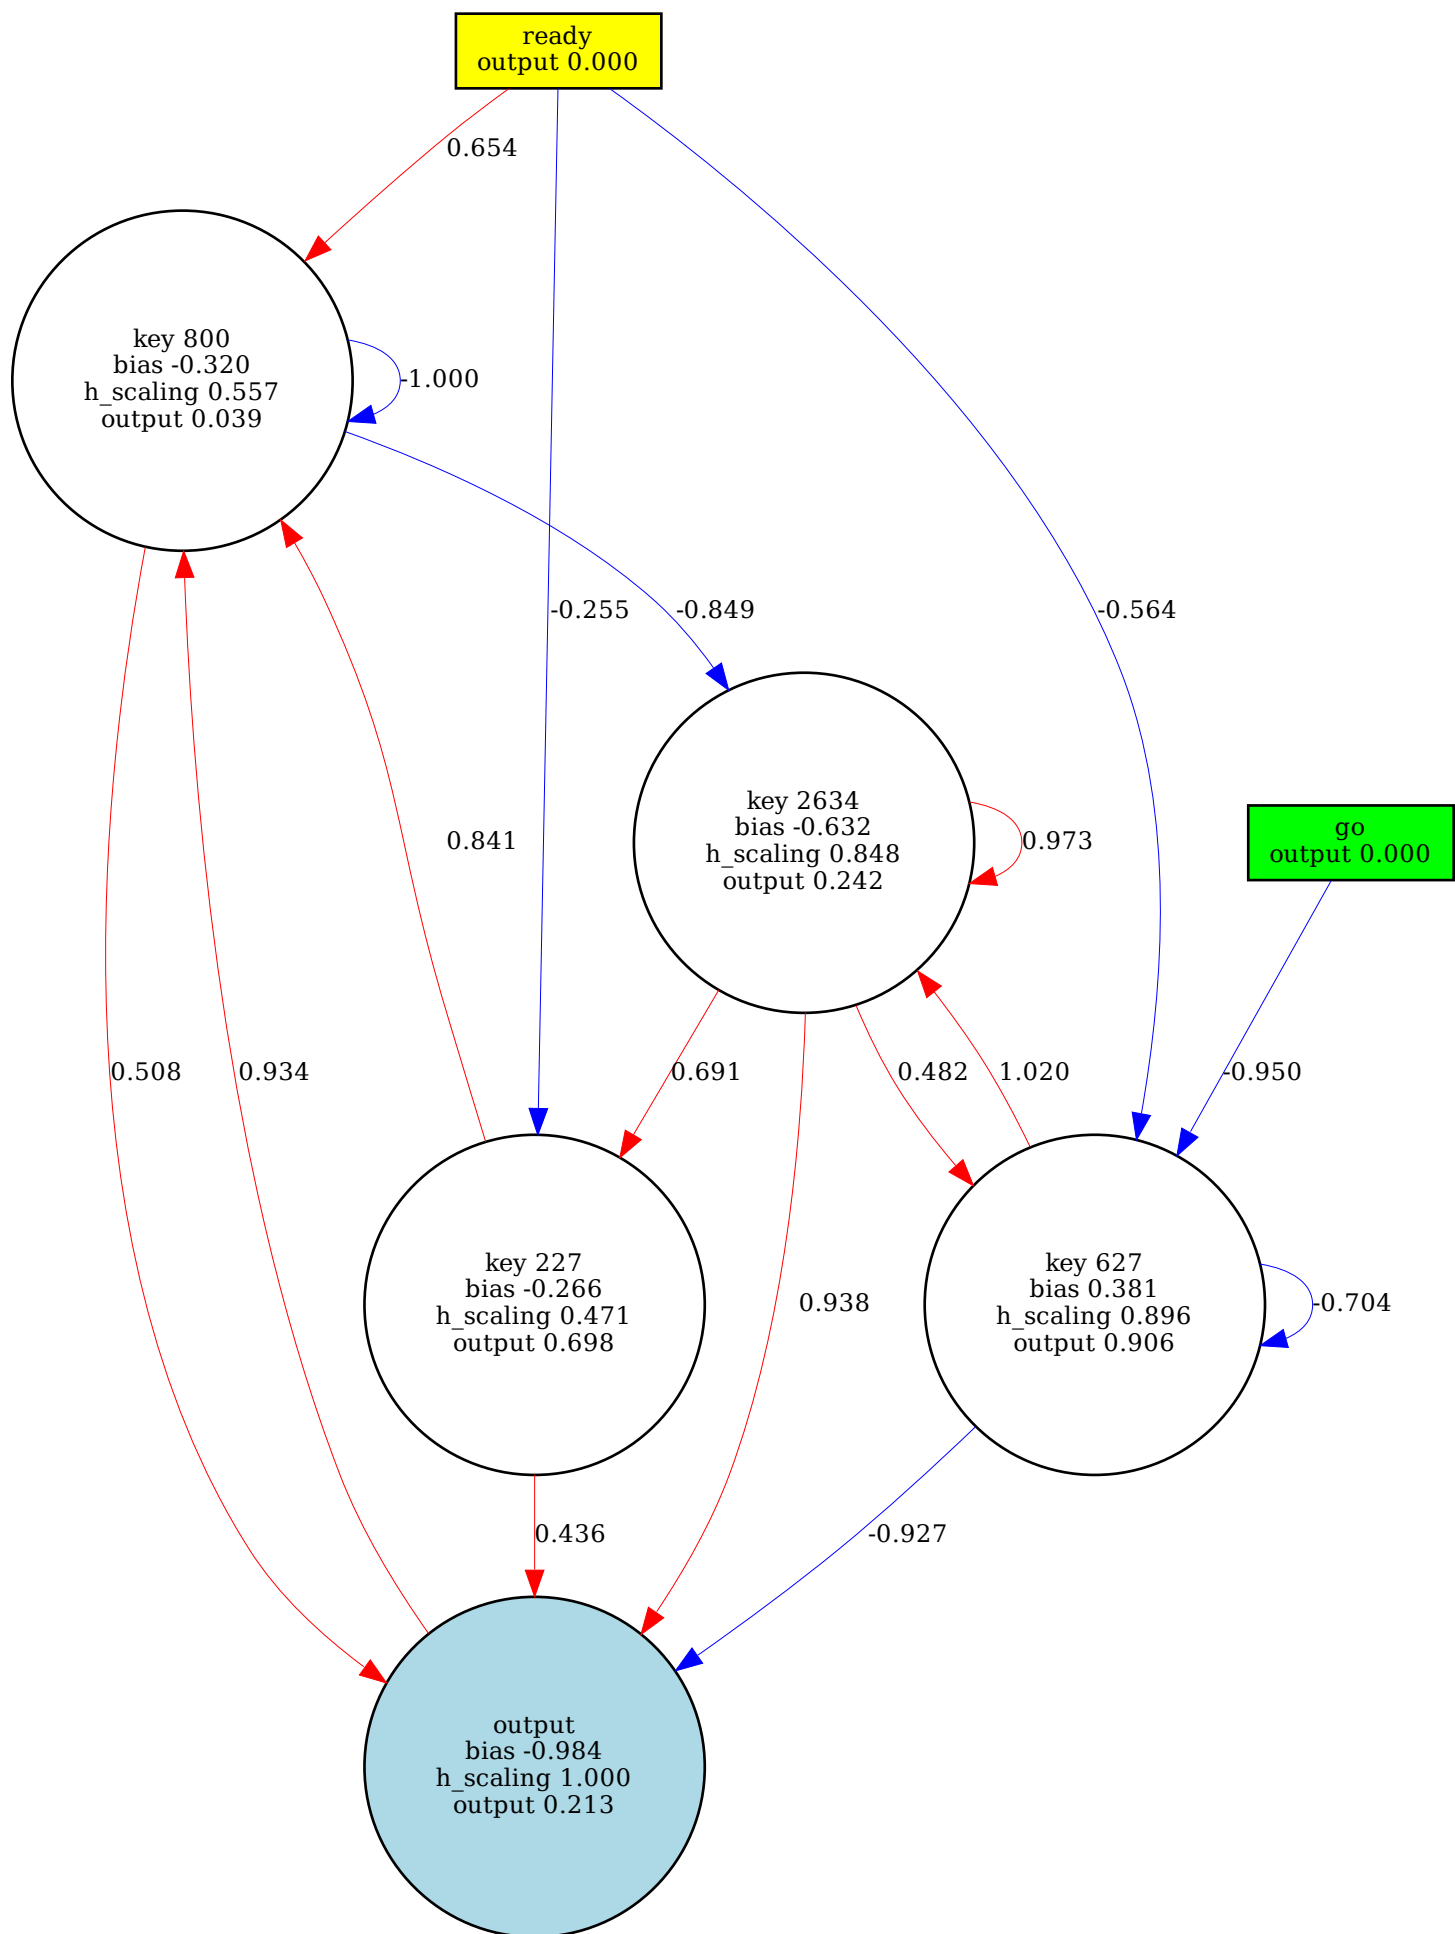 ready
output 0.000
0.654
key 800
bias -0.320
h_scaling 0.557
output 0.039
-1.000
-0.255
-0.849
-0.564
key 2634
bias -0.632
h_scaling 0.848
output 0.242
0.841
0.973
go
output 0.000
0.508
0.934
0.691
0.482
1.020
-0.950
key 227
bias -0.266
h_scaling 0.471
output 0.698
0.938
key 627
bias 0.381
h_scaling 0.896
output 0.906
-0.704
0.436
-0.927
output
bias -0.984
h_scaling 1.000
output 0.213